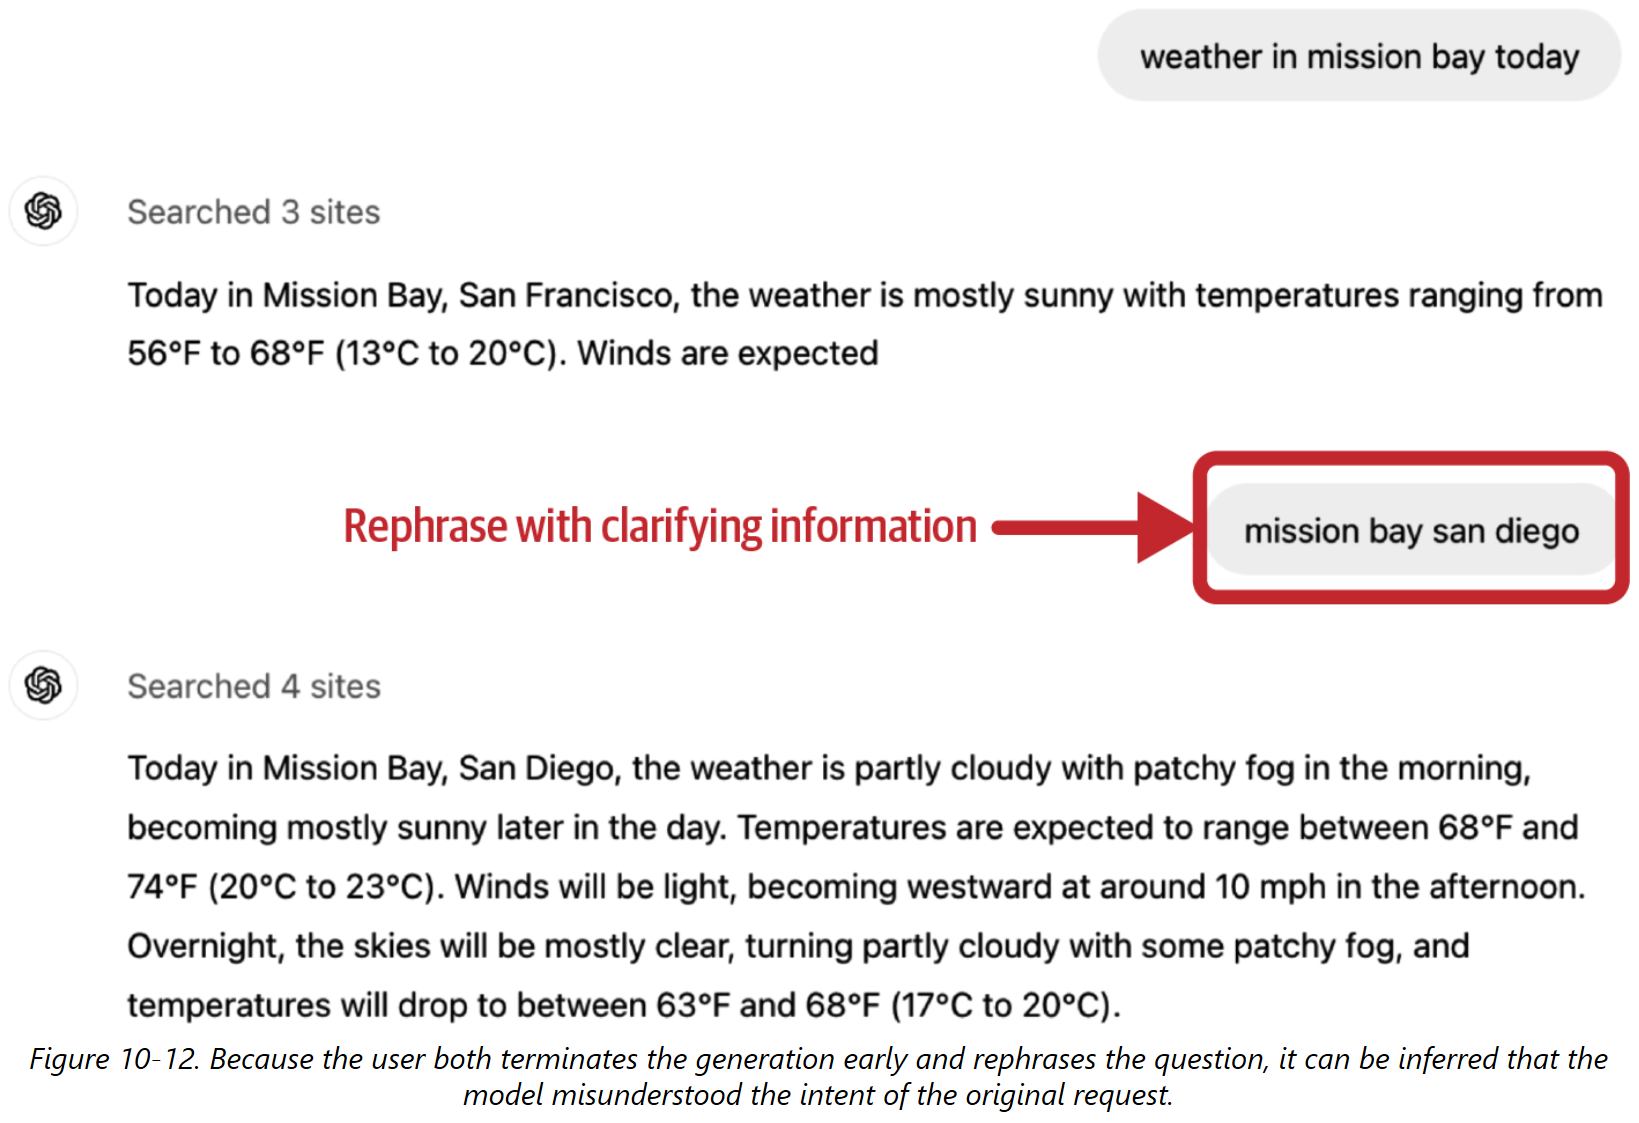 weather in mission bay today
Searched 3 sites
Today in Mission Bay, San Francisco, the weather is mostly sunny with temperatures ranging from
56°F to 68°F (13°C to 20°C). Winds are expected
Rephrase with clarifying information
mission bay san diego
Searched 4 sites
Today in Mission Bay, San Diego, the weather is partly cloudy with patchy fog in the morning,
becoming mostly sunny later in the day. Temperatures are expected to range between 68°F and
74°F (20°C to 23°C). Winds will be light, becoming westward at around 10 mph in the afternoon.
Overnight, the skies will be mostly clear, turning partly cloudy with some patchy fog, and
temperatures will drop to between 63°F and 68°F (17°C to 20°C).
Figure 10-12. Because the user both terminates the generation early and rephrases the question, it can be inferred that the
model misunderstood the intent of the original request.